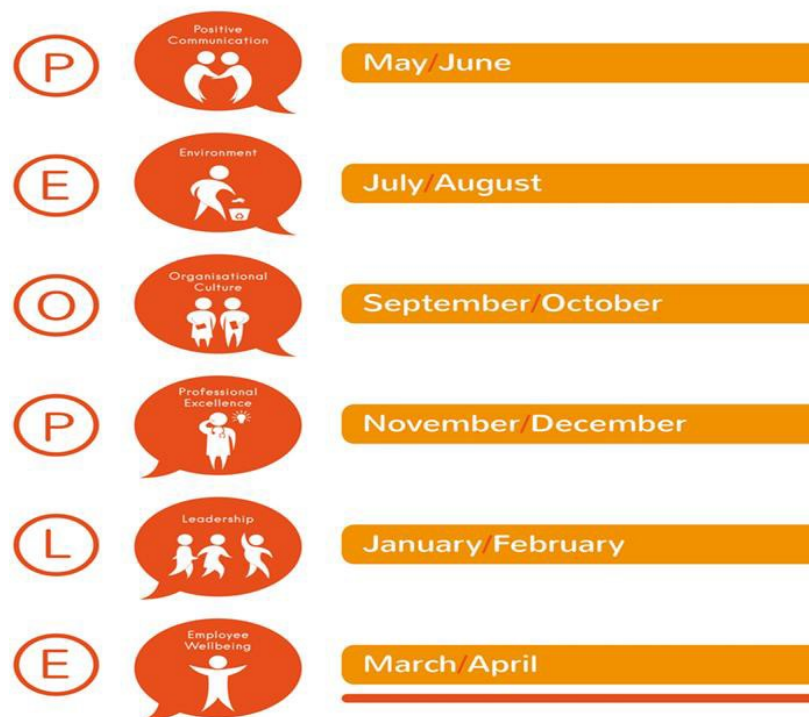 P
Positive
Communication
May/June
E
Environment
July/August
O
Organisational
Culture
September/October
P
Professional
Excellence
November/December
L
Leadership
January/February
E
Employee
Wellbeing
March/April